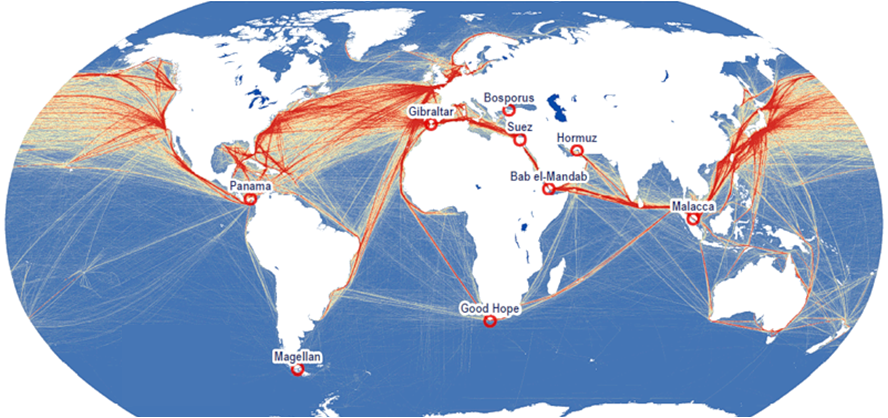 Bosporus
Gibraltar
Suez
Hormuz
Bab el-Mandab
Panama
Malacca
Good Hope
Magellan